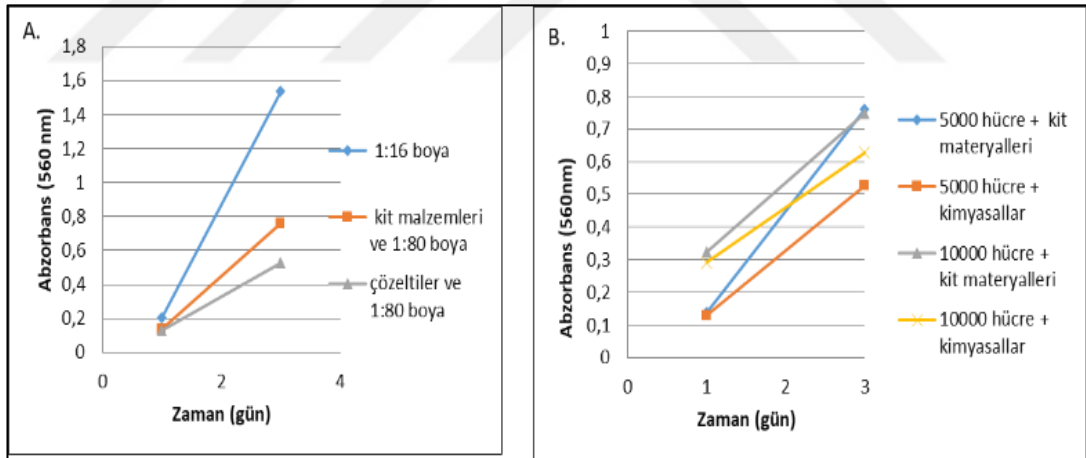 A.
Abzorbans (560 nm)
1,8
1,6
1,4
1,2
1
0,8
0,6
0,4
0,2
0
0
2
4
Zaman (gün)
1:16 boya
kit malzemleri
ve 1:80 boya
çözeltiler ve
1:80 boya
B.
Abzorbans (560nm)
1
0,9
0,8
0,7
0,6
0,5
0,4
0,3
0,2
0,1
0
0
1
2
3
Zaman (gün)
5000 hücre + kit
materyalleri
5000 hücre +
kimyasallar
10000 hücre +
kit materyalleri
10000 hücre +
kimyasallar